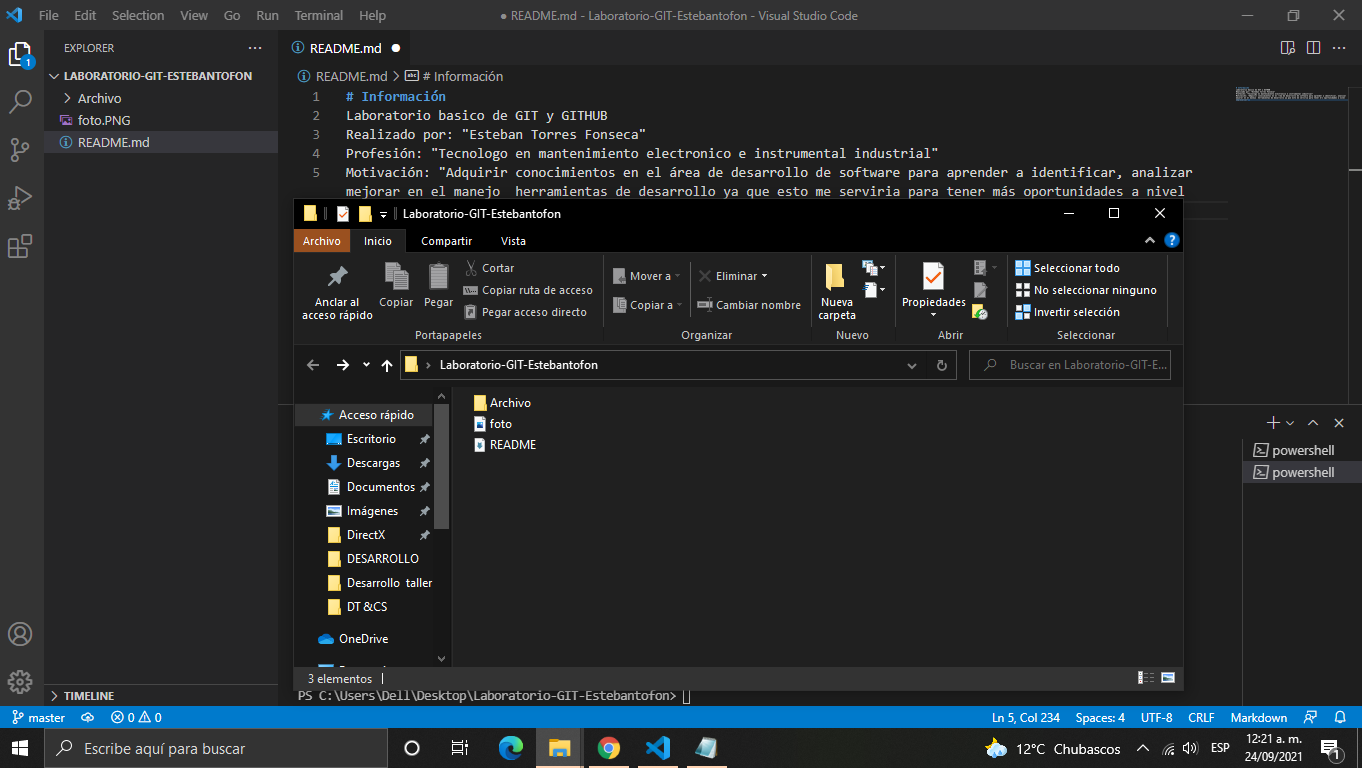 File Edit Selection View Go Run Terminal Help
● README.md - Laboratorio-GIT-Estebantofon - Visual Studio Code
EXPLORER
1
LABORATORIO-GIT-ESTEBANTOFON
Archivo
foto.PNG
README.md
TIMELINE
README.md
README.md > # Información
1 # Información
2 Laboratorio basico de GIT y GITHUB
3 Realizado por: "Esteban Torres Fonseca"
4 Profesión: "Tecnologo en mantenimiento electronico e instrumental industrial"
5 Motivación: "Adquirir conocimientos en el área de desarrollo de software para aprender a identificar, analizar
mejorar en el manejo  herramientas de desarrollo ya que esto me serviria para tener más oportunidades a nivel
Laboratorio-GIT-Estebantofon
Archivo Inicio Compartir Vista
Anclar al
acceso rápido
Copiar
Pegar
Cortar
Copiar ruta de acceso
Pegar acceso directo
Portapapeles
Mover a
Copiar a
Eliminar
Cambiar nombre
Organizar
Nueva
carpeta
Nuevo
Propiedades
Abrir
Seleccionar todo
No seleccionar ninguno
Invertir selección
Seleccionar
Laboratorio-GIT-Estebantofon
Buscar en Laboratorio-GIT-E...
Acceso rápido
Escritorio
Descargas
Documentos
Imágenes
DirectX
DESARROLLO
Desarrollo  taller
DT &CS
OneDrive
Archivo
foto
README
3 elementos
powershell
powershell
PS C:\Users\Dell\Desktop\Laboratorio-GIT-Estebantofon>
master
0 0
Ln 5, Col 234
Spaces: 4
UTF-8
CRLF
Markdown
Escribe aquí para buscar
12°C Chubascos
ESP
12:21 a. m.
24/09/2021
1